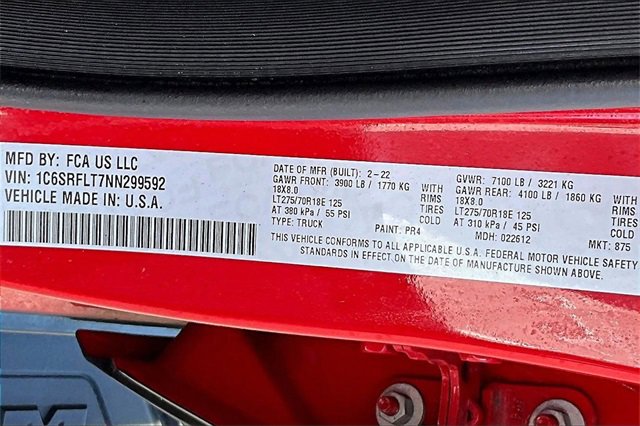 MFD BY: FCA US LLC
VIN: 1C6SRFLT7NN299592
VEHICLE MADE IN: U.S.A.
DATE OF MFR (BUILT): 2-22
GAWR FRONT: 3900 LB / 1770 KG WITH
18X8.0 RIMS
LT275/70R18E 125 TIRES
AT 380 kPa / 55 PSI COLD
TYPE: TRUCK
PAINT: PR4
GVWR: 7100 LB / 3221 KG
GAWR REAR: 4100 LB / 1860 KG WITH
18X8.0 RIMS
LT275/70R18E 125 TIRES
AT 310 kPa / 45 PSI COLD
MDH: 022512
MKT: 875
THIS VEHICLE CONFORMS TO ALL APPLICABLE U.S.A. FEDERAL MOTOR VEHICLE SAFETY
STANDARDS IN EFFECT ON THE DATE OF MANUFACTURE SHOWN ABOVE.